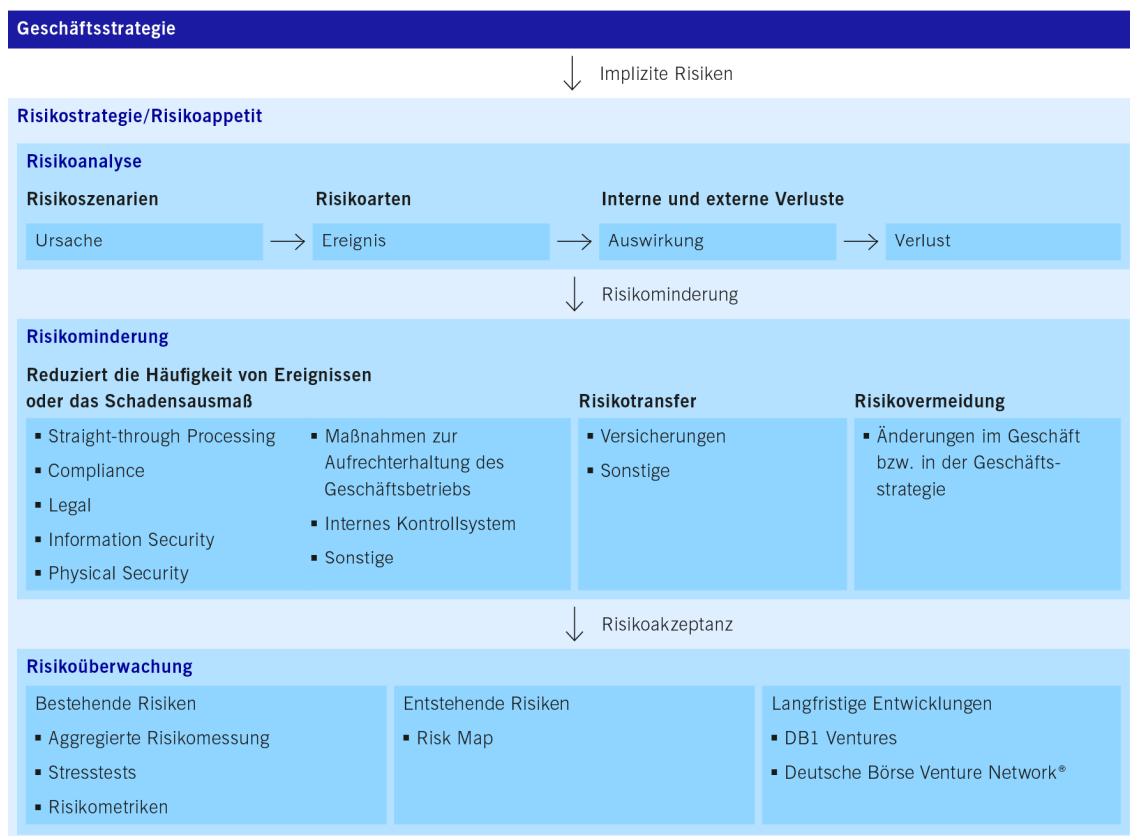 Geschäftsstrategie
Implizite Risiken
Risikostrategie/Risikoappetit
Risikoanalyse
Risikoszenarien
Risikoarten
Interne und externe Verluste
Ursache
Ereignis
Auswirkung
Verlust
Risikominderung
Risikominderung
Reduziert die Häufigkeit von Ereignissen
oder das Schadensausmaß
▪ Straight-through Processing
▪ Compliance
▪ Legal
▪ Information Security
▪ Physical Security
▪ Maßnahmen zur
Aufrechterhaltung des
Geschäftsbetriebs
▪ Internes Kontrollsystem
▪ Sonstige
Risikotransfer
▪ Versicherungen
▪ Sonstige
Risikovermeidung
▪ Änderungen im Geschäft
bzw. in der Geschäfts-
strategie
Risikoakzeptanz
Risikoüberwachung
Bestehende Risiken
▪ Aggregierte Risikomessung
▪ Stresstests
▪ Risikometriken
Entstehende Risiken
▪ Risk Map
Langfristige Entwicklungen
▪ DB1 Ventures
▪ Deutsche Börse Venture Network®